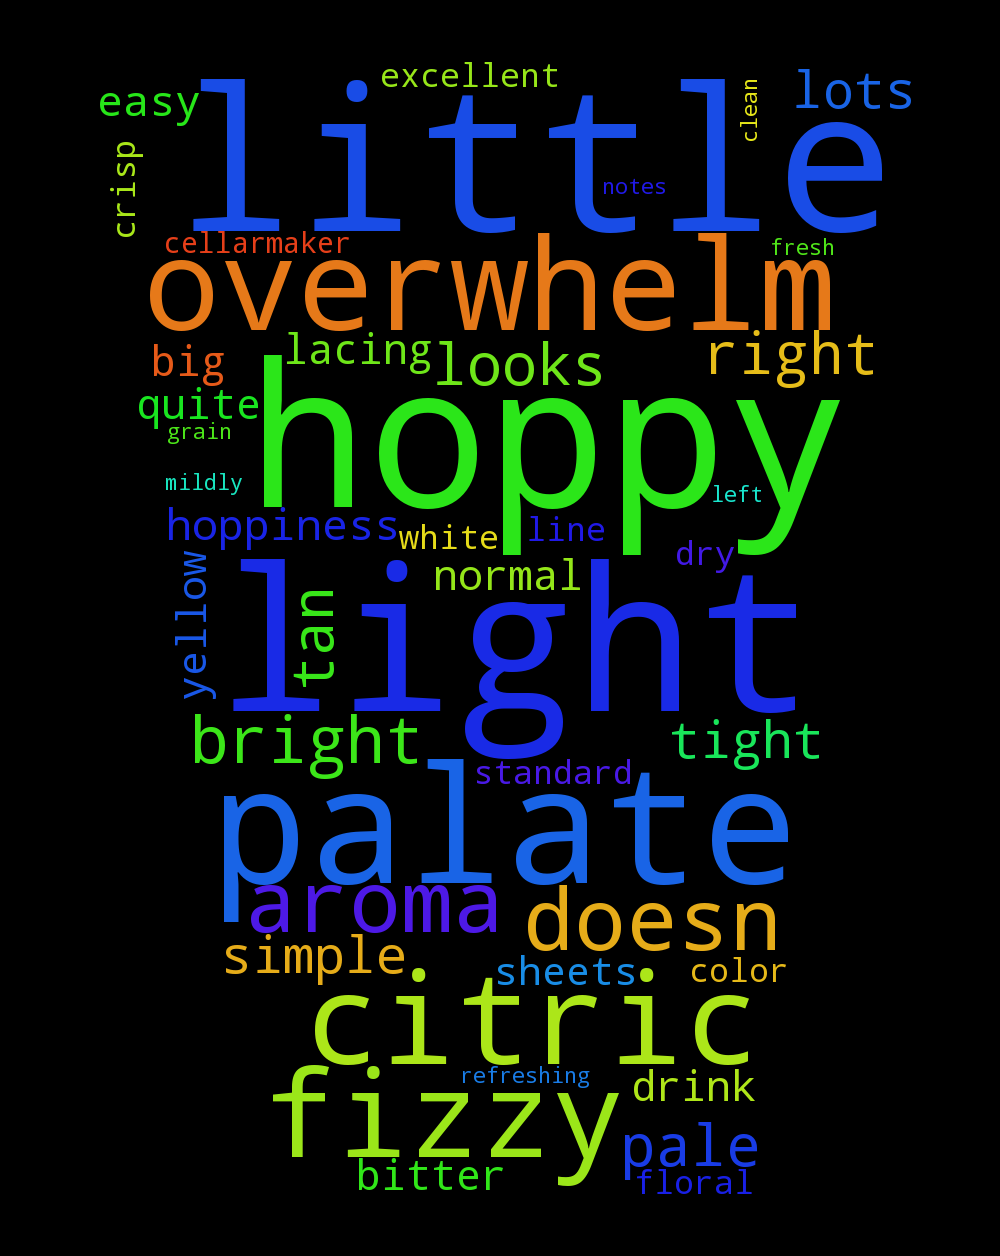 excellent
easy
little
clean
lots
crisp
notes
cellarmaker
fresh
overwhelm
big
lacing
looks
right
quite
hoppy
grain
mildly
left
hoppiness
white
line
dry
yellow
tan
normal
light
bright
tight
standard
palate
aroma
doesn
simple
sheets
color
citric
refreshing
drink
fizzy
pale
bitter
floral